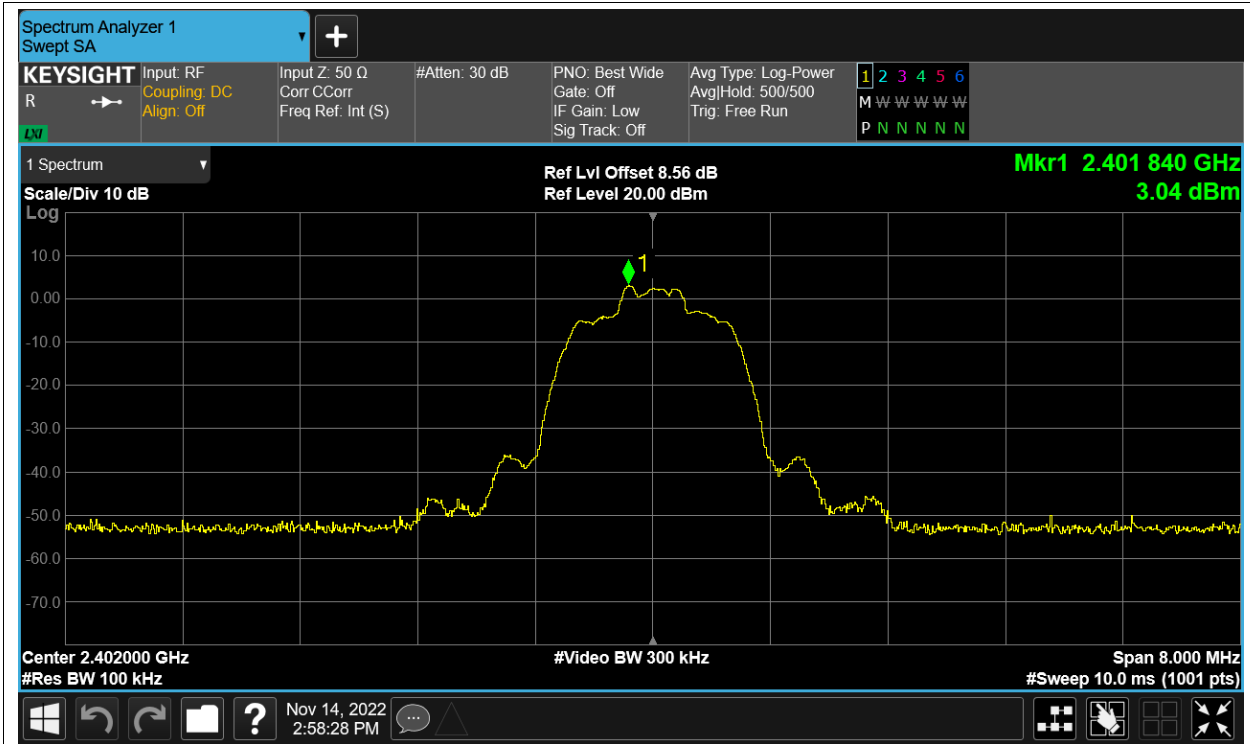 Spectrum Analyzer 1
Swept SA
+
KEYSIGHT
R
LXI
Input: RF
Coupling: DC
Align: Off
Input Z: 50 Ω
Corr CCorr
Freq Ref: Int (S)
#Atten: 30 dB
PNO: Best Wide
Gate: Off
IF Gain: Low
Sig Track: Off
Avg Type: Log-Power
Avg|Hold: 500/500
Trig: Free Run
1 2 3 4 5 6
M W W W W W
P N N N N N
1 Spectrum
Scale/Div 10 dB
Ref Lvl Offset 8.56 dB
Ref Level 20.00 dBm
Mkr1 2.401 840 GHz
3.04 dBm
Log
1
10.0
0.00
-10.0
-20.0
-30.0
-40.0
-50.0
-60.0
-70.0
Center 2.402000 GHz
#Video BW 300 kHz
Span 8.000 MHz
#Res BW 100 kHz
#Sweep 10.0 ms (1001 pts)
?
Nov 14, 2022
2:58:28 PM